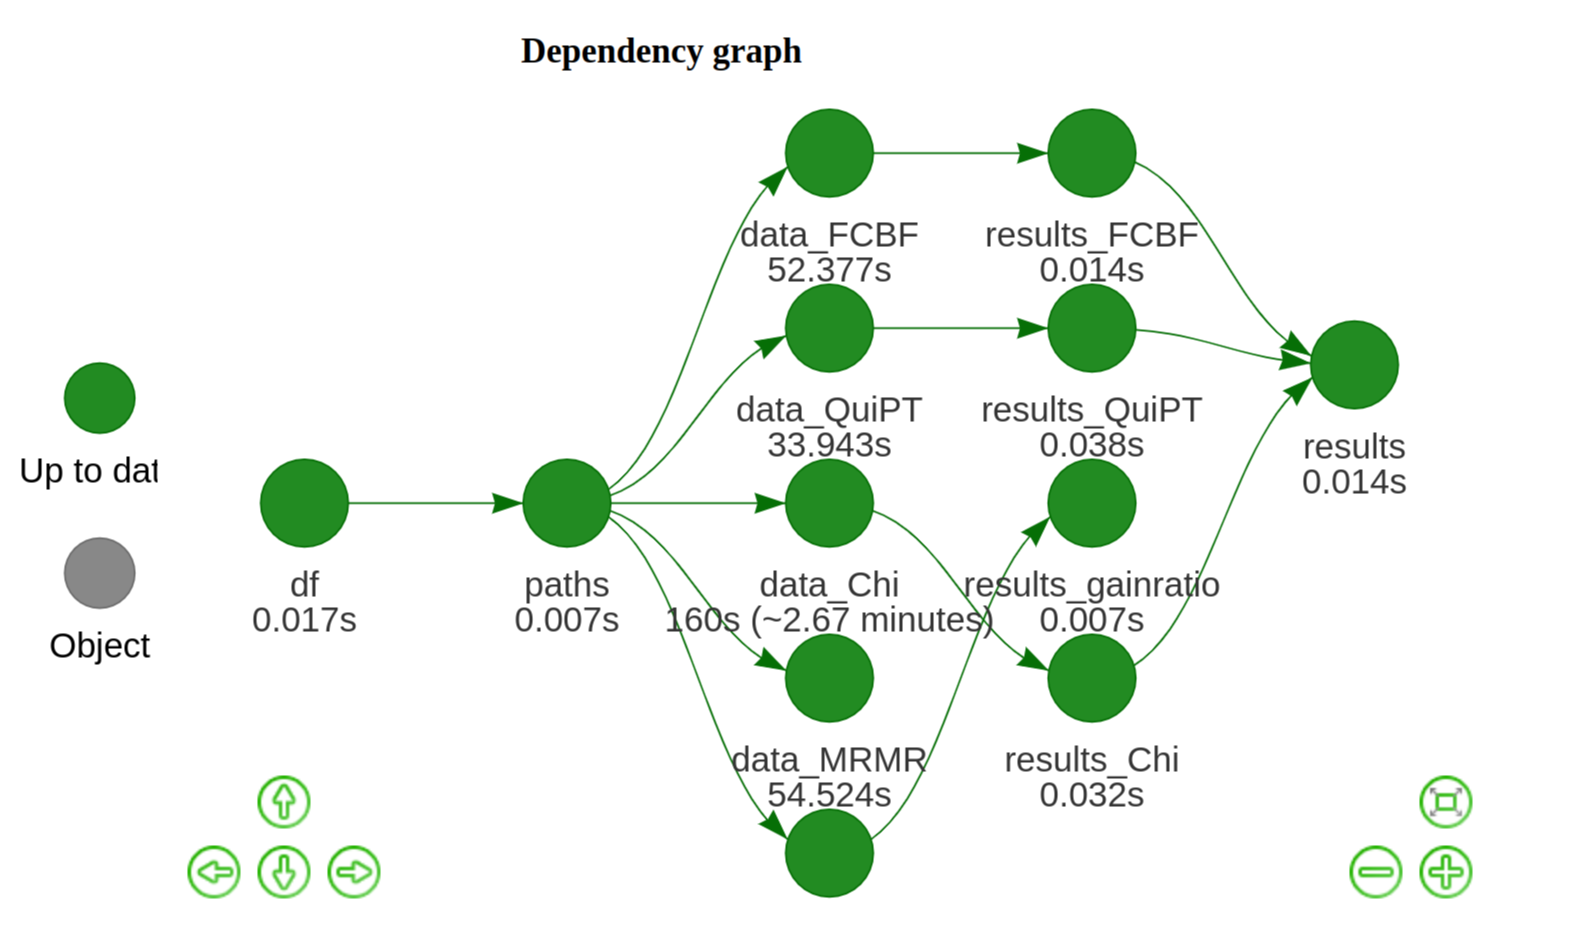 Dependency graph
data_FCBF
52.377s
results_FCBF
0.014s
data_QuiPT
33.943s
results_QuiPT
0.038s
results
0.014s
Up to dat
df
0.017s
paths
0.007s
data_Chi
160s (~2.67 minutes)
results_gainratio
0.007s
Object
data_MRMR
54.524s
results_Chi
0.032s